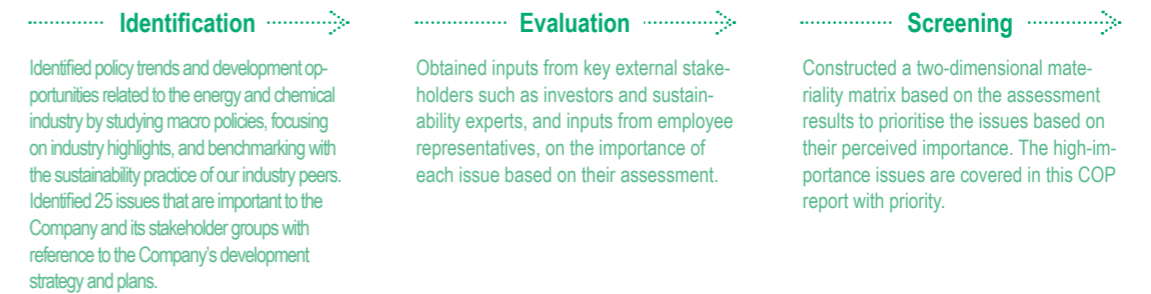 Identification
Identified policy trends and development op-
portunities related to the energy and chemical
industry by studying macro policies, focusing
on industry highlights, and benchmarking with
the sustainability practice of our industry peers.
Identified 25 issues that are important to the
Company and its stakeholder groups with
reference to the Company's development
strategy and plans.
Evaluation
Obtained inputs from key external stake-
holders such as investors and sustain-
ability experts, and inputs from employee
representatives, on the importance of
each issue based on their assessment.
Screening
Constructed a two-dimensional mate-
riality matrix based on the assessment
results to prioritise the issues based on
their perceived importance. The high-im-
portance issues are covered in this COP
report with priority.